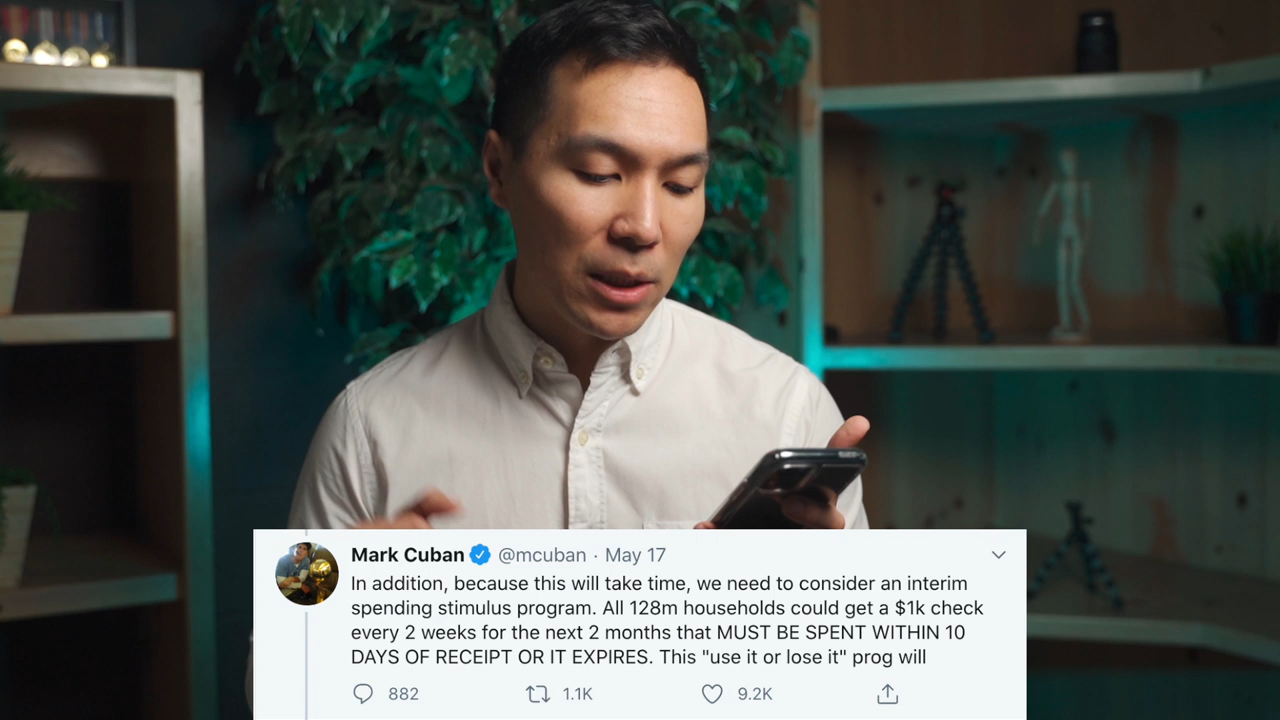 Mark Cuban @mcuban · May 17
In addition, because this will take time, we need to consider an interim
spending stimulus program. All 128m households could get a $1k check
every 2 weeks for the next 2 months that MUST BE SPENT WITHIN 10
DAYS OF RECEIPT OR IT EXPIRES. This "use it or lose it" prog will
882 1.1K 9.2K